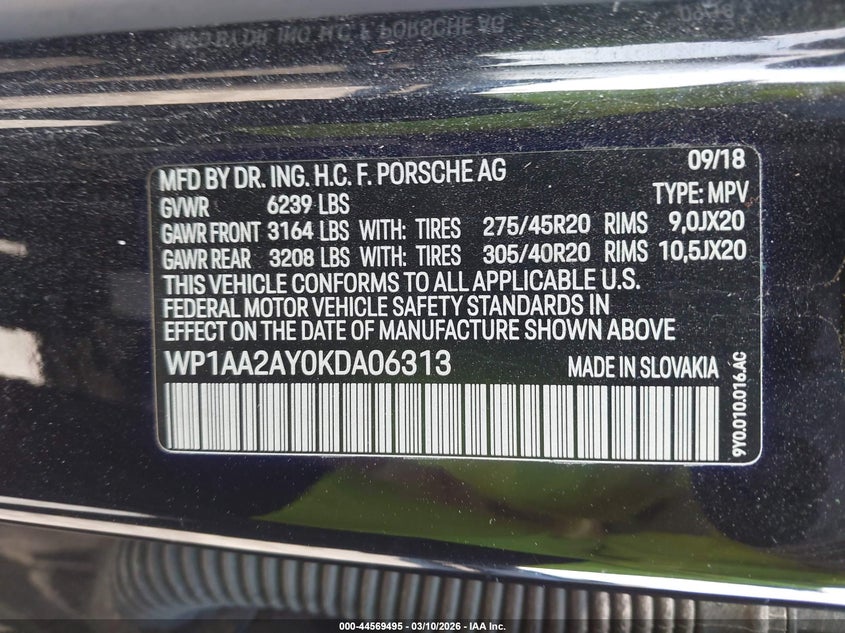 MFD BY DR. ING. H.C. F. PORSCHE AG 09/18
TYPE: MPV
GVWR 6239 LBS
GAWR FRONT 3164 LBS WITH: TIRES 275/45R20 RIMS 9,0JX20
GAWR REAR 3208 LBS WITH: TIRES 305/40R20 RIMS 10,5JX20
THIS VEHICLE CONFORMS TO ALL APPLICABLE U.S.
FEDERAL MOTOR VEHICLE SAFETY STANDARDS IN
EFFECT ON THE DATE OF MANUFACTURE SHOWN ABOVE
WP1AA2AY0KDA06313 MADE IN SLOVAKIA
9Y0.010.016.AC
000-44569495 - 03/10/2026 - IAA Inc.